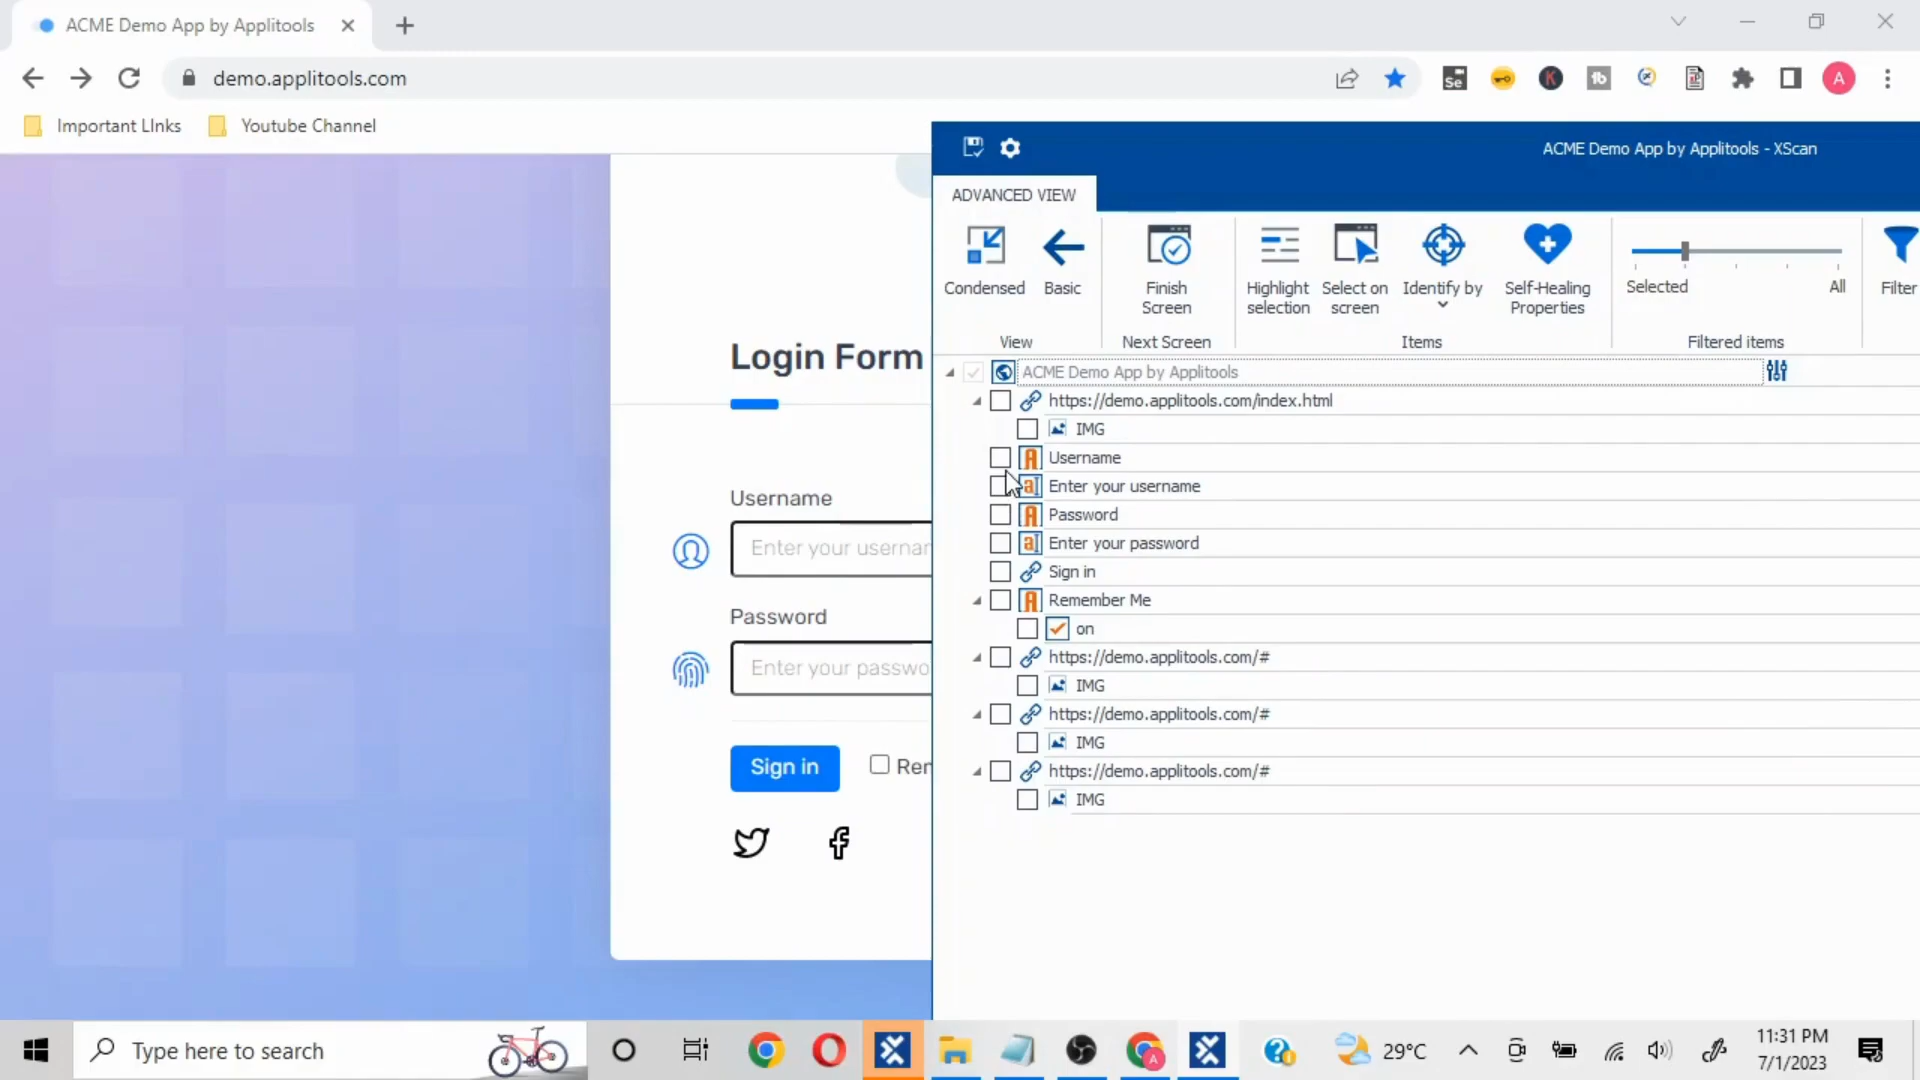 ACME Demo App by Applitools
demo.applitools.com
Se
K
tb
A
Important LInks
Youtube Channel
ACME Demo App by Applitools - XScan
ADVANCED VIEW
Condensed
Basic
Finish
Screen
Highlight
selection
Select on
screen
Identify by
Self-Healing
Properties
Selected
All
Filter
View
Next Screen
Items
Filtered items
ACME Demo App by Applitools
https://demo.applitools.com/index.html
IMG
Username
Enter your username
Password
Enter your password
Sign in
Remember Me
on
https://demo.applitools.com/#
IMG
https://demo.applitools.com/#
IMG
https://demo.applitools.com/#
IMG
Login Form
Username
Enter your usernar
Password
Enter your passwo
Sign in
Ren
Type here to search
A
29°C
11:31 PM
7/1/2023